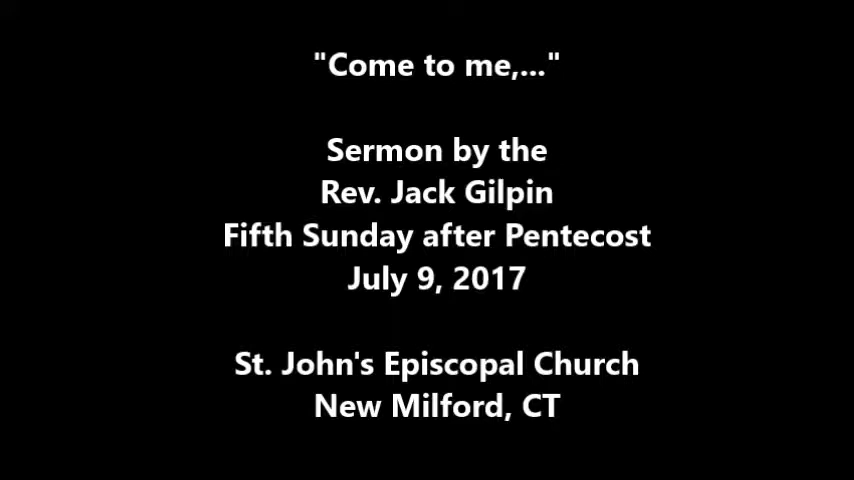 "Come to me,..."
Sermon by the
Rev. Jack Gilpin
Fifth Sunday after Pentecost
July 9, 2017
St. John's Episcopal Church
New Milford, CT